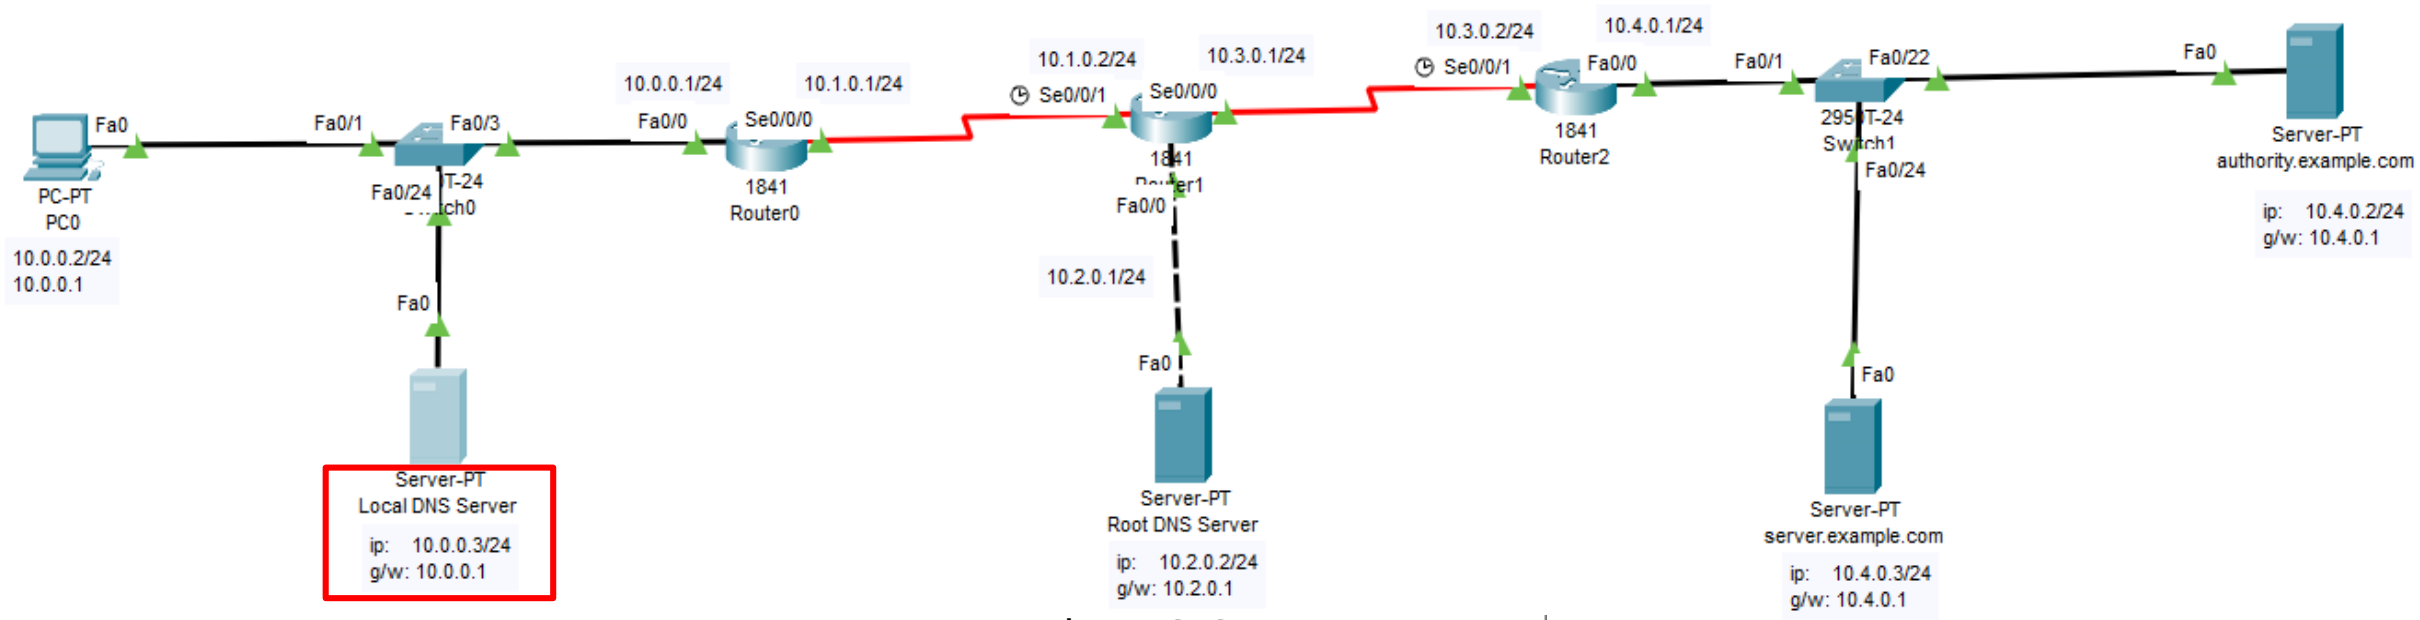 Fa0
PC-PT
PC0
10.0.0.2/24
10.0.0.1
Fa0/1
Fa0/3
Fa0/24
T-24
ch0
Fa0
Server-PT
Local DNS Server
ip: 10.0.0.3/24
g/w: 10.0.0.1
10.0.0.1/24
Fa0/0
Se0/0/0
10.1.0.1/24
1841
Router0
10.1.0.2/24
Se0/0/1
Se0/0/0
10.3.0.1/24
1841
Router1
Fa0/0
10.2.0.1/24
Fa0
Server-PT
Root DNS Server
ip: 10.2.0.2/24
g/w: 10.2.0.1
10.3.0.2/24
Se0/0/1
Fa0/0
10.4.0.1/24
1841
Router2
Fa0/1
Fa0/22
2950T-24
Switch1
Fa0/24
Fa0
Server-PT
server.example.com
ip: 10.4.0.3/24
g/w: 10.4.0.1
Fa0
Server-PT
authority.example.com
ip: 10.4.0.2/24
g/w: 10.4.0.1